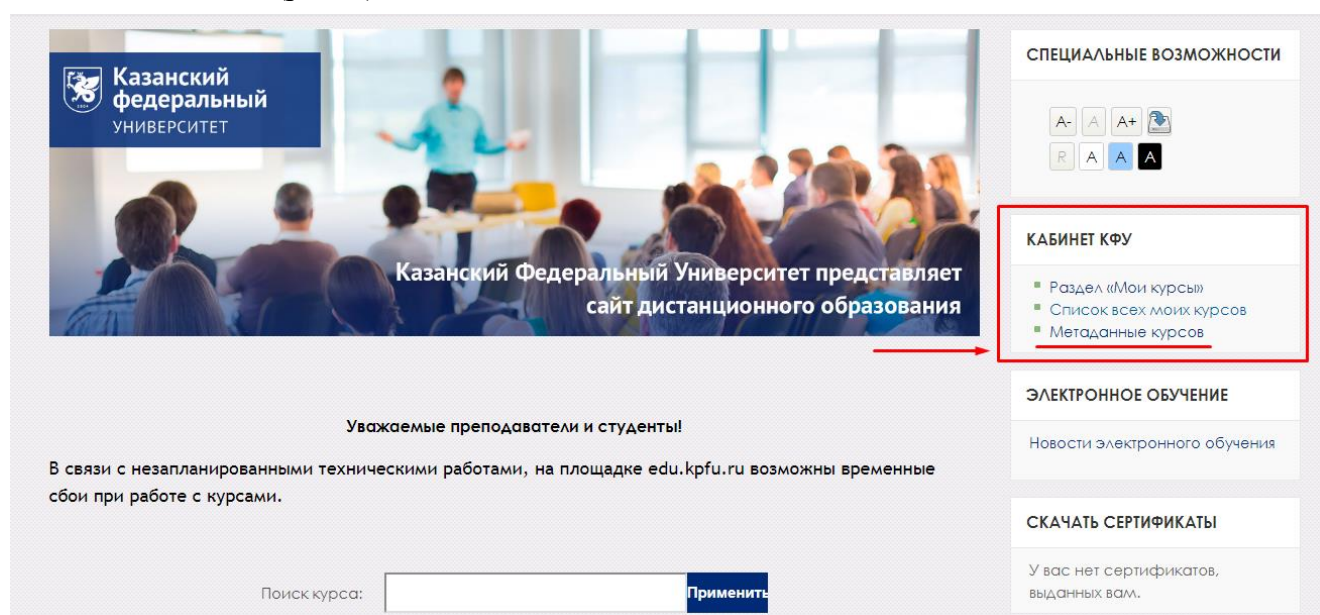 Казанский
федеральный
УНИВЕРСИТЕТ
Казанский Федеральный Университет представляет
сайт дистанционного образования
Уважаемые преподаватели и студенты!
В связи с незапланированными техническими работами, на площадке edu.kpfu.ru возможны временные
сбои при работе с курсами.
Поиск курса:
Применить
СПЕЦИАЛЬНЫЕ ВОЗМОЖНОСТИ
A- A A+
R A A A
КАБИНЕТ КФУ
Раздел «Мои курсы»
Список всех моих курсов
Метаданные курсов
ЭЛЕКТРОННОЕ ОБУЧЕНИЕ
Новости электронного обучения
СКАЧАТЬ СЕРТИФИКАТЫ
У вас нет сертификатов,
выданных вам.